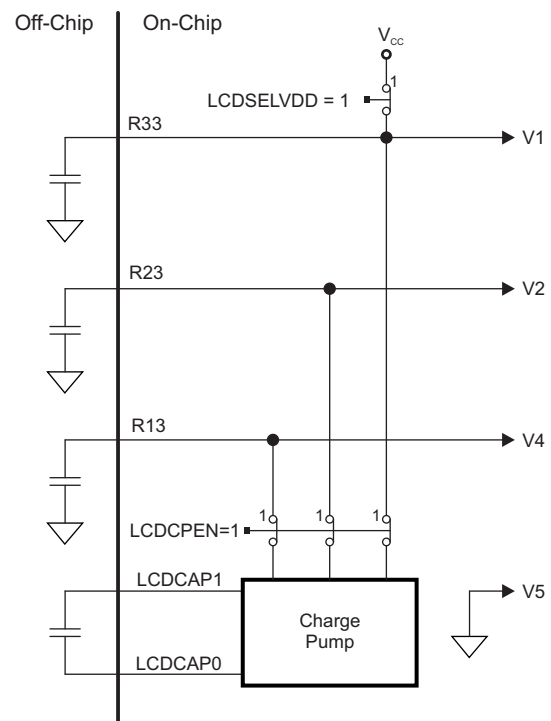 Off-Chip
On-Chip
VCC
1
LCDSELVDD = 1
R33
V1
R23
V2
R13
V4
1
1
1
LCDCPEN=1
LCDCAP1
V5
Charge
Pump
LCDCAP0